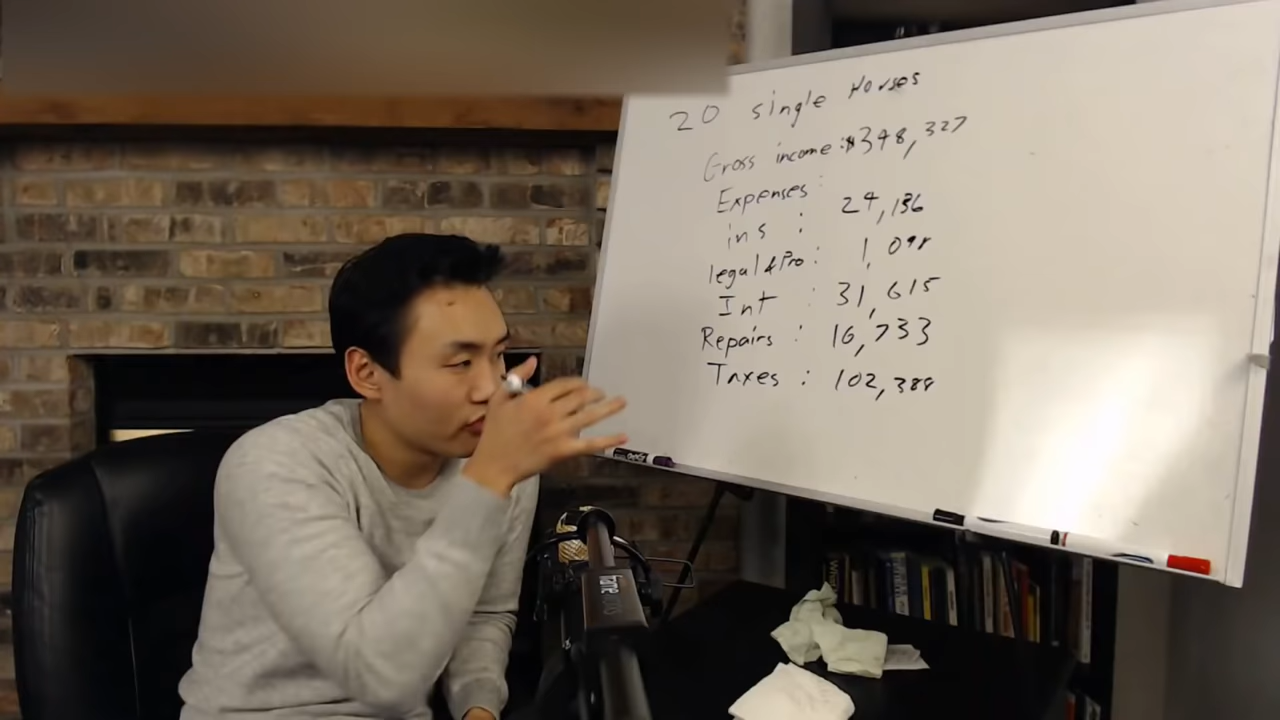 20 single Houses
Gross income: $348,327
Expenses:
ins : 24,136
legal & Pro: 1,098
Int : 31,615
Repairs : 16,733
Taxes : 102,388